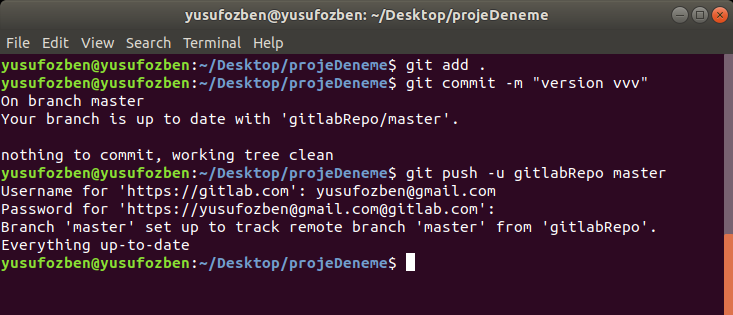 yusufozben@yusufozben: ~/Desktop/projeDeneme
File Edit View Search Terminal Help
yusufozben@yusufozben:~/Desktop/projeDeneme$ git add .
yusufozben@yusufozben:~/Desktop/projeDeneme$ git commit -m "version vvv"
On branch master
Your branch is up to date with 'gitlabRepo/master'.

nothing to commit, working tree clean
yusufozben@yusufozben:~/Desktop/projeDeneme$ git push -u gitlabRepo master
Username for 'https://gitlab.com': yusufozben@gmail.com
Password for 'https://yusufozben@gmail.com@gitlab.com':
Branch 'master' set up to track remote branch 'master' from 'gitlabRepo'.
Everything up-to-date
yusufozben@yusufozben:~/Desktop/projeDeneme$